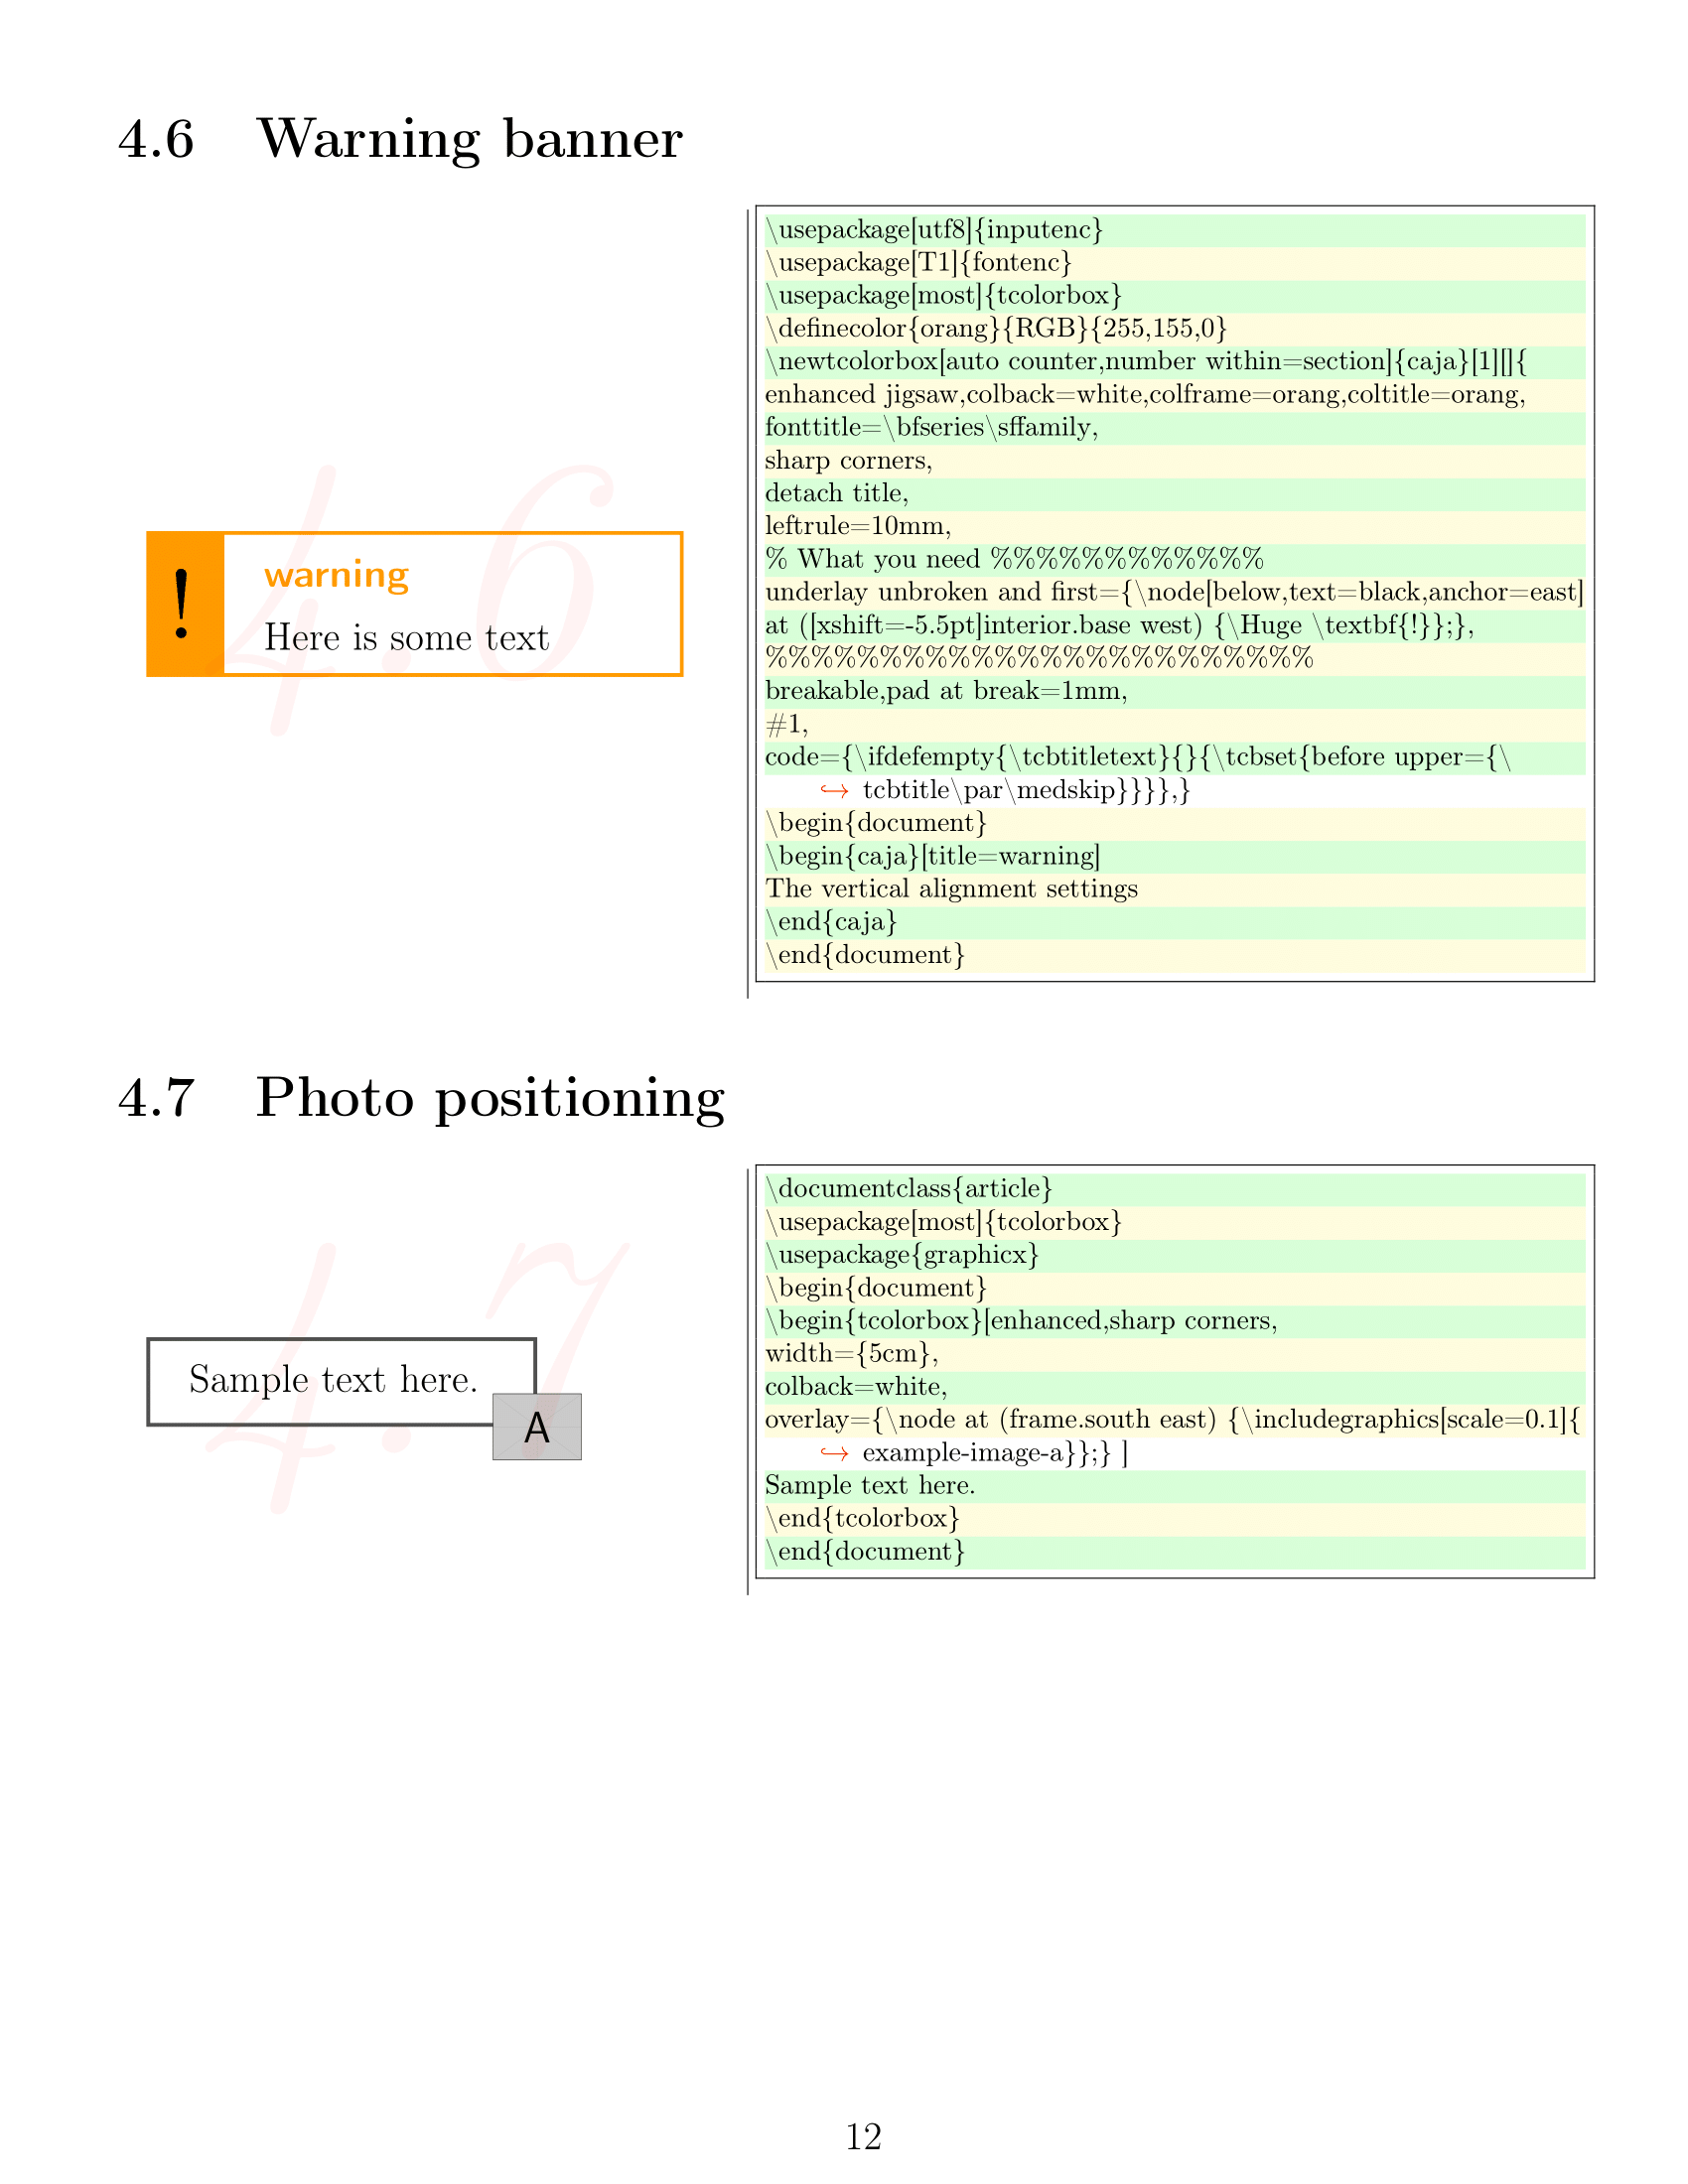 4.6 Warning banner
4.6
!
warning
Here is some text
\usepackage[utf8]{inputenc}
\usepackage[T1]{fontenc}
\usepackage[most]{tcolorbox}
\definecolor{orang}{RGB}{255,155,0}
\newtcolorbox[auto counter,number within=section]{caja}[1][]{
enhanced jigsaw,colback=white,colframe=orang,coltitle=orang,
fonttitle=\bfseries\sffamily,
sharp corners,
detach title,
leftrule=10mm,
% What you need %%%%%%%%%%%%
underlay unbroken and first={\node[below,text=black,anchor=east]
at ([xshift=-5.5pt]interior.base west) {\Huge \textbf{!}};},
%%%%%%%%%%%%%%%%%%%%%%%%
breakable,pad at break=1mm,
#1,
code={\ifdefempty{\tcbtitletext}{}{\tcbset{before upper={\
↪ tcbtitle\par\medskip}}}},}
\begin{document}
\begin{caja}[title=warning]
The vertical alignment settings
\end{caja}
\end{document}
4.7 Photo positioning
4.7
Sample text here.
A
\documentclass{article}
\usepackage[most]{tcolorbox}
\usepackage{graphicx}
\begin{document}
\begin{tcolorbox}[enhanced,sharp corners,
width={5cm},
colback=white,
overlay={\node at (frame.south east) {\includegraphics[scale=0.1]{
↪ example-image-a}};} ]
Sample text here.
\end{tcolorbox}
\end{document}
12